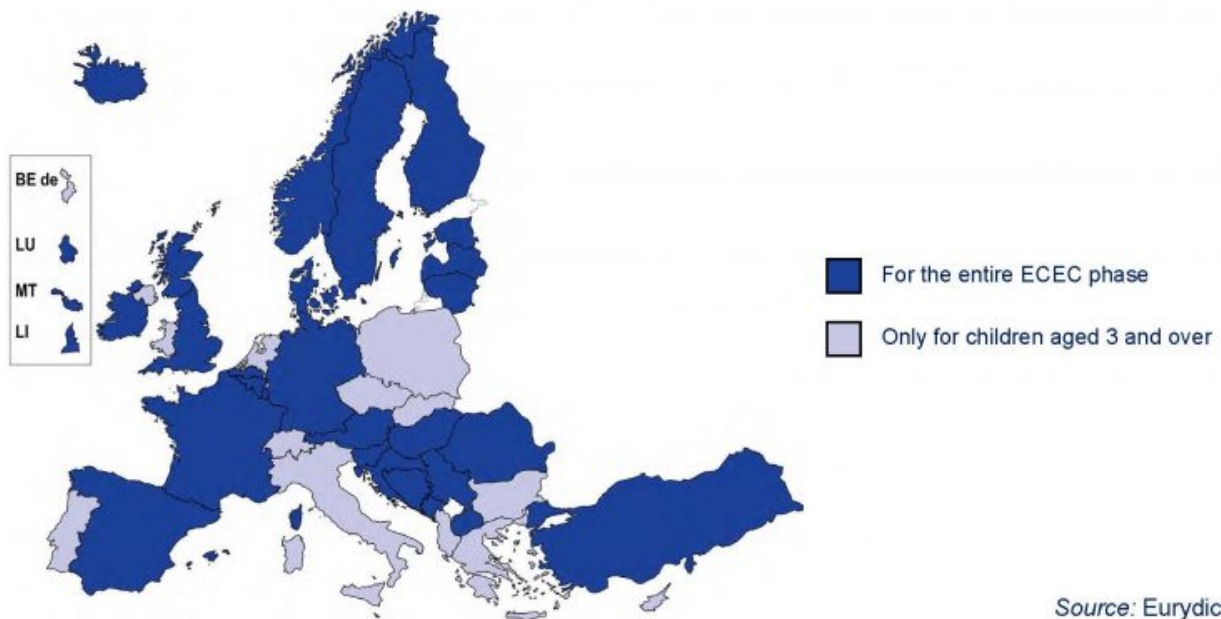 BE de
LU
MT
LI
For the entire ECEC phase
Only for children aged 3 and over
Source: Eurydic